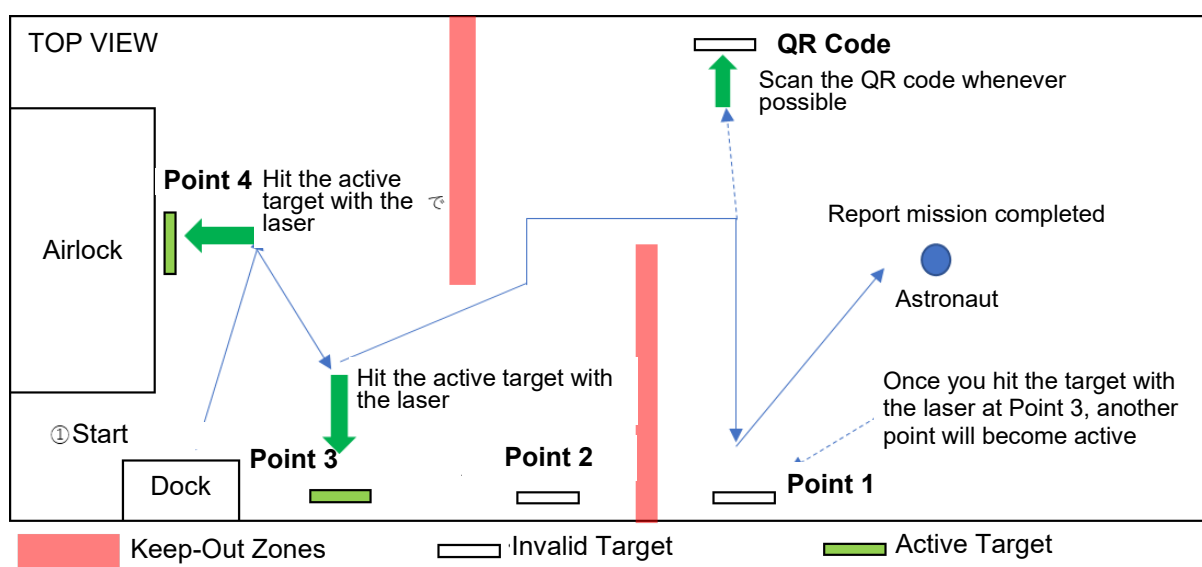 TOP VIEW
QR Code
Scan the QR code whenever
possible
Point 4
Hit the active
target with the
laser
で
Airlock
Report mission completed
Astronaut
Hit the active target with
the laser
Once you hit the target with
the laser at Point 3, another
point will become active
①Start
Point 3
Point 2
Point 1
Dock
Keep-Out Zones
Invalid Target
Active Target